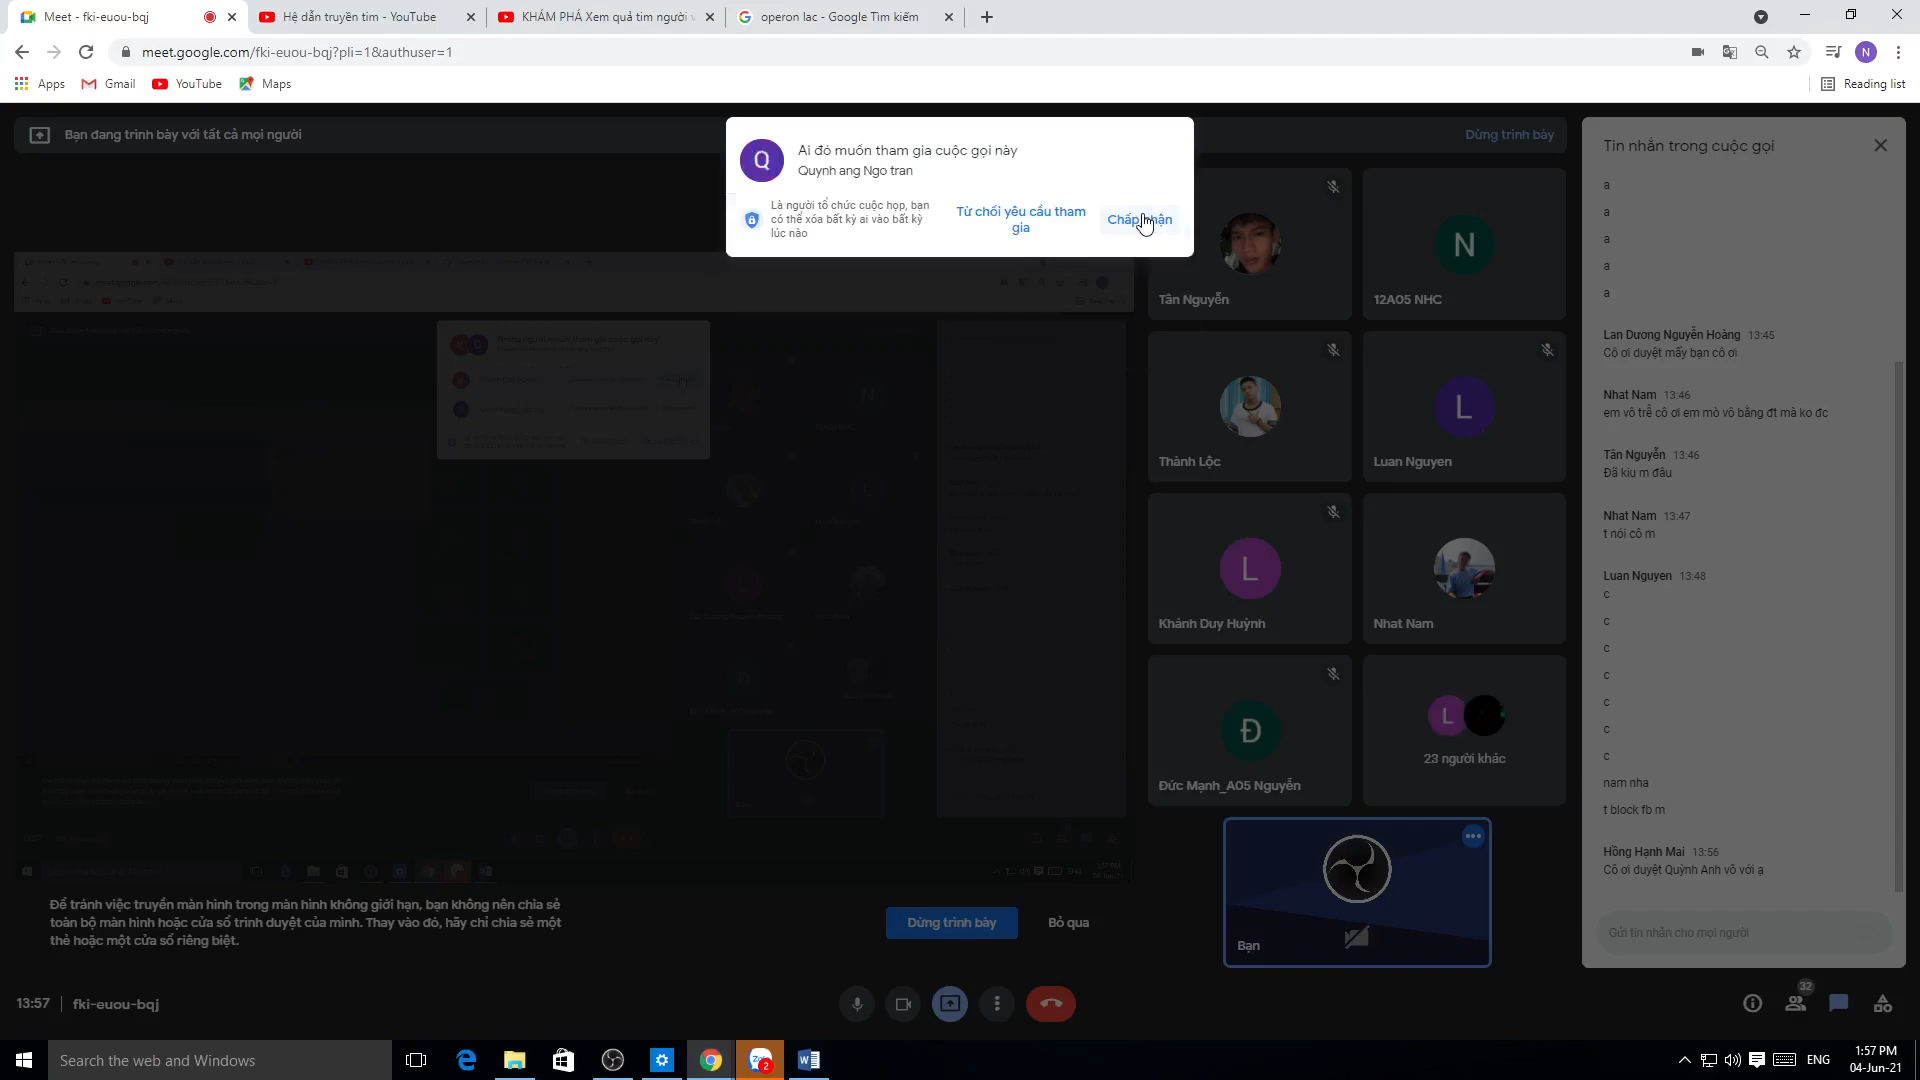 Meet - fki-euou-bqj
Hệ dẫn truyền tim - YouTube
KHÁM PHÁ Xem quả tim người v
operon lac - Google Tìm kiếm
meet.google.com/fki-euou-bqj?pli=1&authuser=1
N
Apps
Gmail
YouTube
Maps
Reading list
Bạn đang trình bày với tất cả mọi người
Dừng trình bày
Q
Ai đó muốn tham gia cuộc gọi này
Quynh ang Ngo tran
Là người tổ chức cuộc họp, bạn
có thể xóa bất kỳ ai vào bất kỳ
lúc nào
Từ chối yêu cầu tham
gia
Chấp nhận
Tân Nguyễn
N
12A05 NHC
Thành Lộc
L
Luan Nguyen
L
Khánh Duy Huỳnh
Nhat Nam
Đ
Đức Mạnh_A05 Nguyễn
L
23 người khác
Bạn
Tin nhắn trong cuộc gọi
a
a
a
a
a
Lan Dương Nguyễn Hoàng 13:45
Cô ơi duyệt mấy bạn cô ơi
Nhat Nam 13:46
em vô trễ cô ơi em mò vô bằng đt mà ko đc
Tân Nguyễn 13:46
Đã kiu m đâu
Nhat Nam 13:47
t nói cô m
Luan Nguyen 13:48
c
c
c
c
c
c
c
nam nha
t block fb m
Hồng Hạnh Mai 13:56
Cô ơi duyệt Quỳnh Anh vô với ạ
Gửi tin nhắn cho mọi người
Để tránh việc truyền màn hình trong màn hình không giới hạn, bạn không nên chia sẻ
toàn bộ màn hình hoặc cửa sổ trình duyệt của mình. Thay vào đó, hãy chỉ chia sẻ một
thẻ hoặc một cửa sổ riêng biệt.
Dừng trình bày
Bỏ qua
13:57
fki-euou-bqj
32
Search the web and Windows
2
ENG
1:57 PM
04-Jun-21